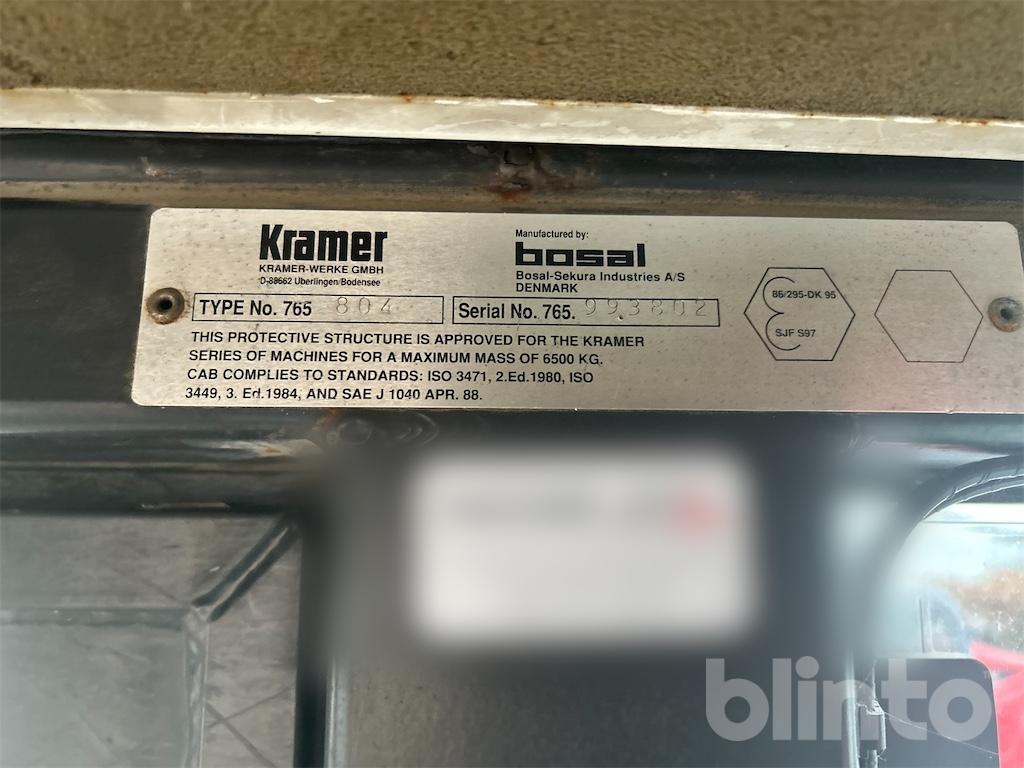 Kramer
KRAMER-WERKE GMBH
D-88662 Uberlingen/Bodensee
Manufactured by:
bosal
Bosal-Sekura Industries A/S
DENMARK
TYPE No. 765 804
Serial No. 765. 993802
86/295-DK 95
SJF S97
THIS PROTECTIVE STRUCTURE IS APPROVED FOR THE KRAMER
SERIES OF MACHINES FOR A MAXIMUM MASS OF 6500 KG.
CAB COMPLIES TO STANDARDS: ISO 3471, 2.Ed.1980, ISO
3449, 3. Ed.1984, AND SAE J 1040 APR. 88.
blinto